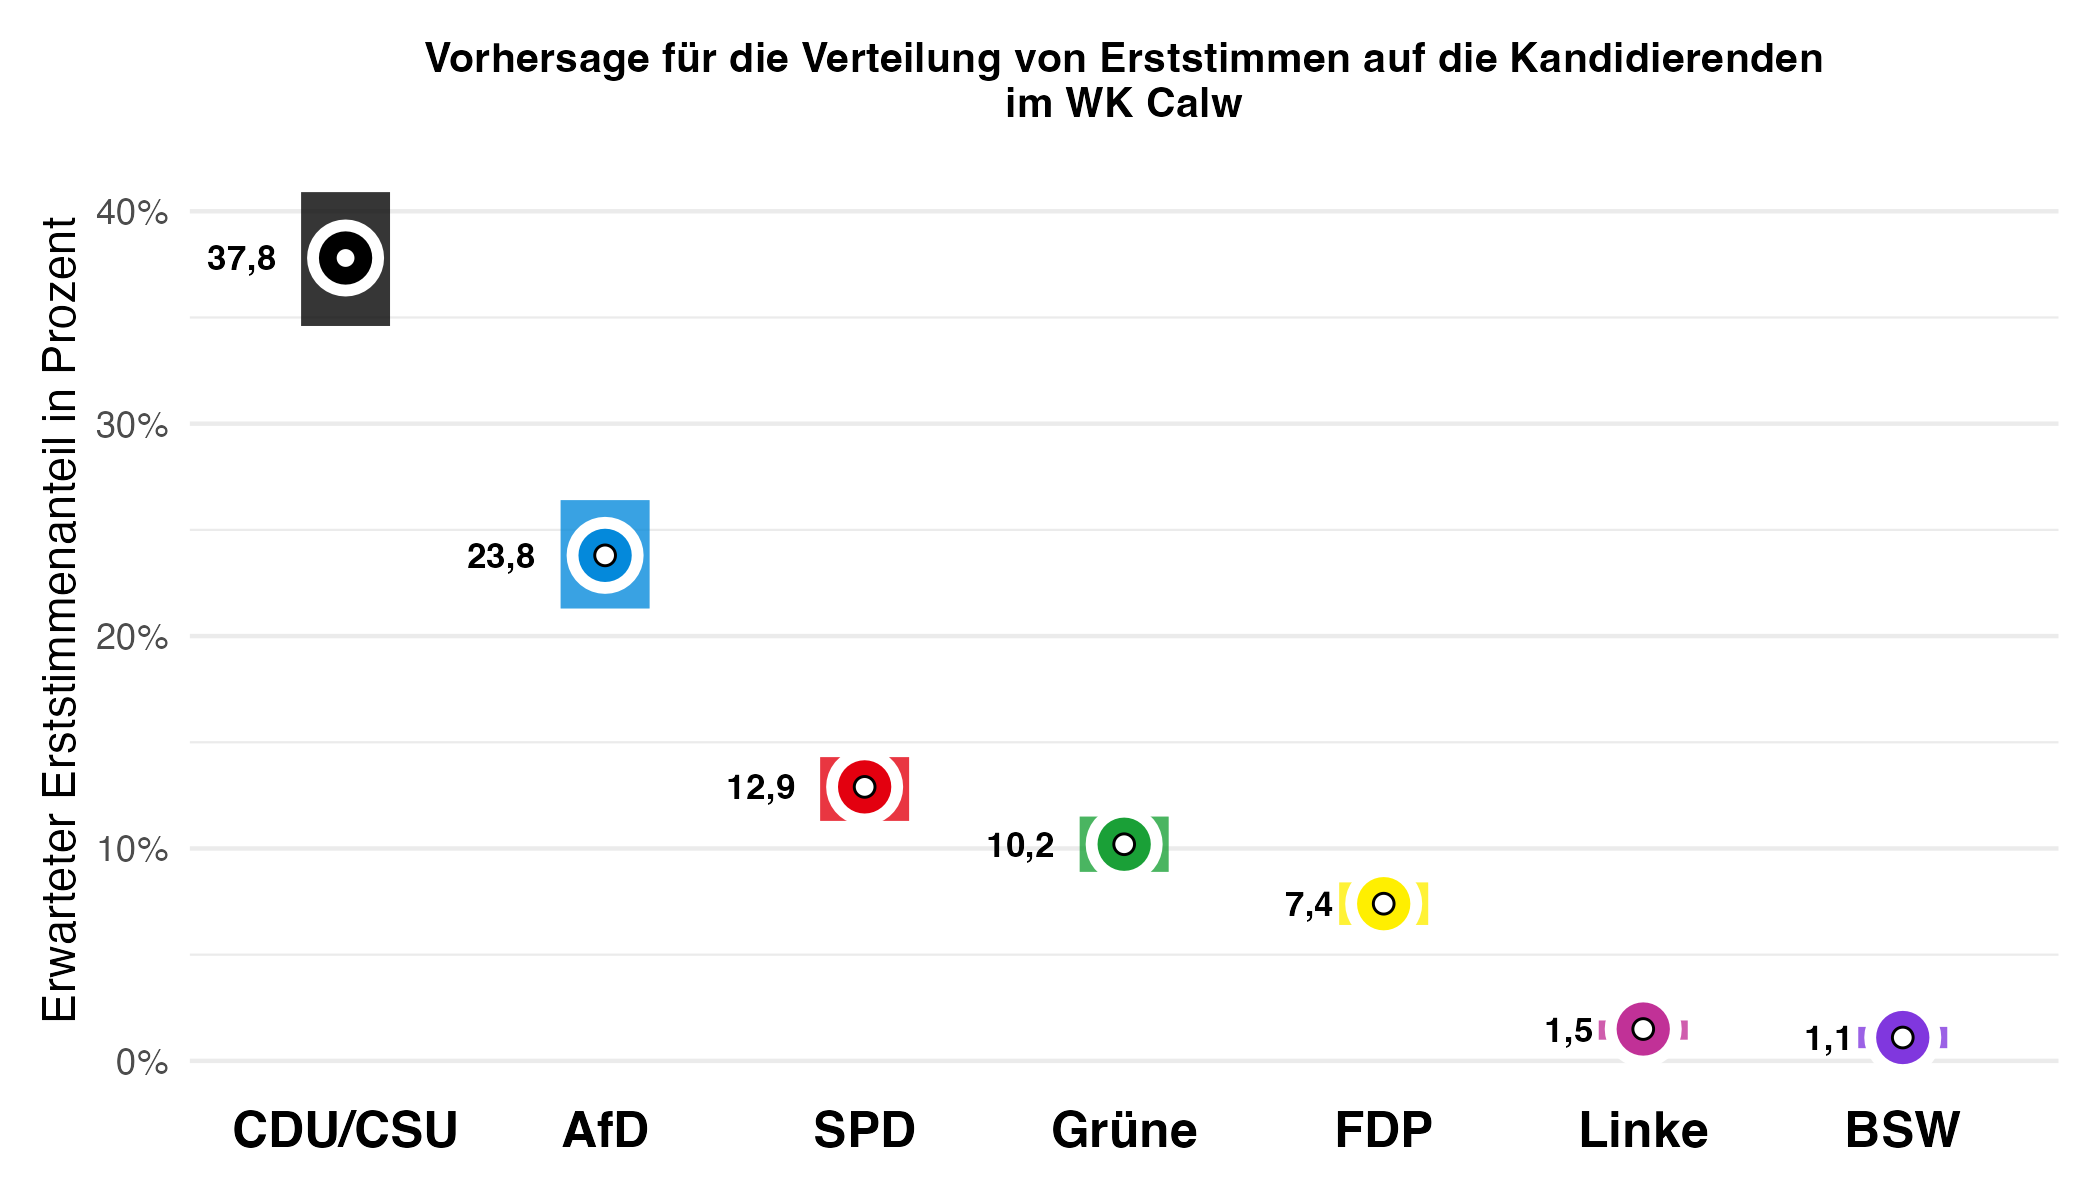 Vorhersage für die Verteilung von Erststimmen auf die Kandidierenden
im WK Calw
Erwarteter Erststimmenanteil in Prozent
40%
30%
20%
10%
0%
37,8
23,8
12,9
10,2
7,4
1,5
1,1
CDU/CSU
AfD
SPD
Grüne
FDP
Linke
BSW